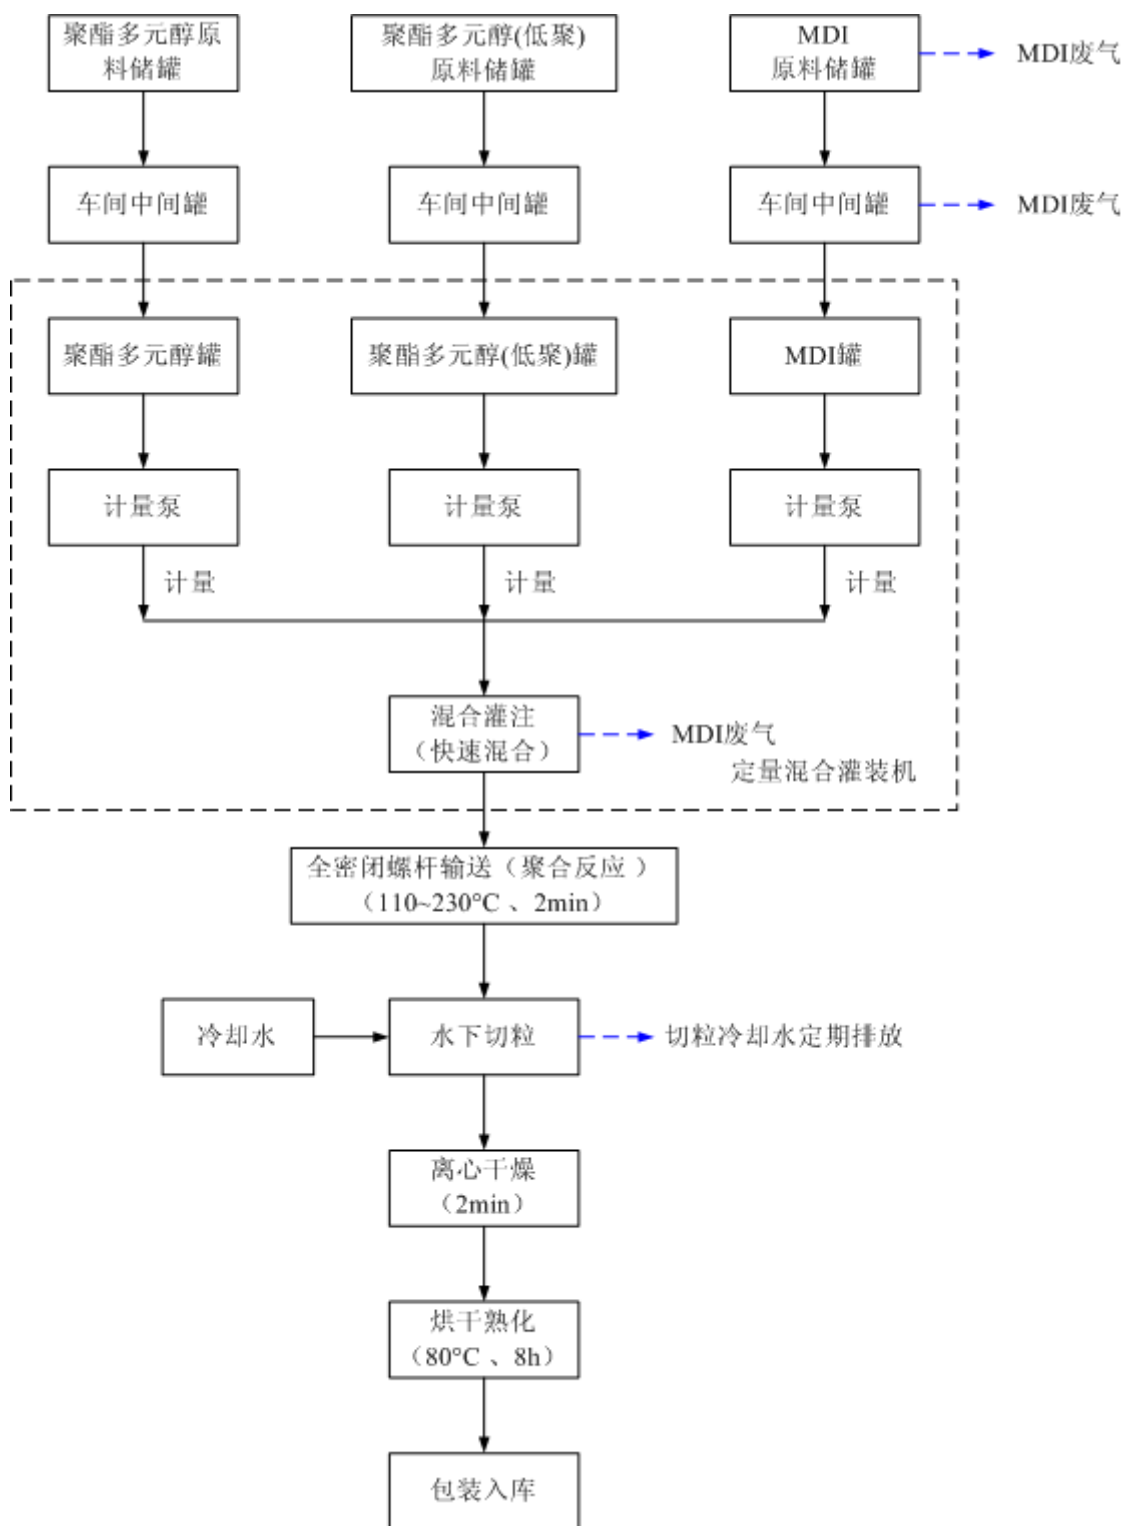 聚酯多元醇原
料储罐
聚酯多元醇(低聚)
原料储罐
MDI
原料储罐
MDI废气
车间中间罐
车间中间罐
车间中间罐
MDI废气
聚酯多元醇罐
聚酯多元醇(低聚)罐
MDI罐
计量泵
计量泵
计量泵
计量
计量
计量
混合灌注
（快速混合）
MDI废气
定量混合灌装机
全密闭螺杆输送（聚合反应 ）
（110~230°C 、2min）
冷却水
水下切粒
切粒冷却水定期排放
离心干燥
（2min）
烘干熟化
（80°C 、8h）
包装入库